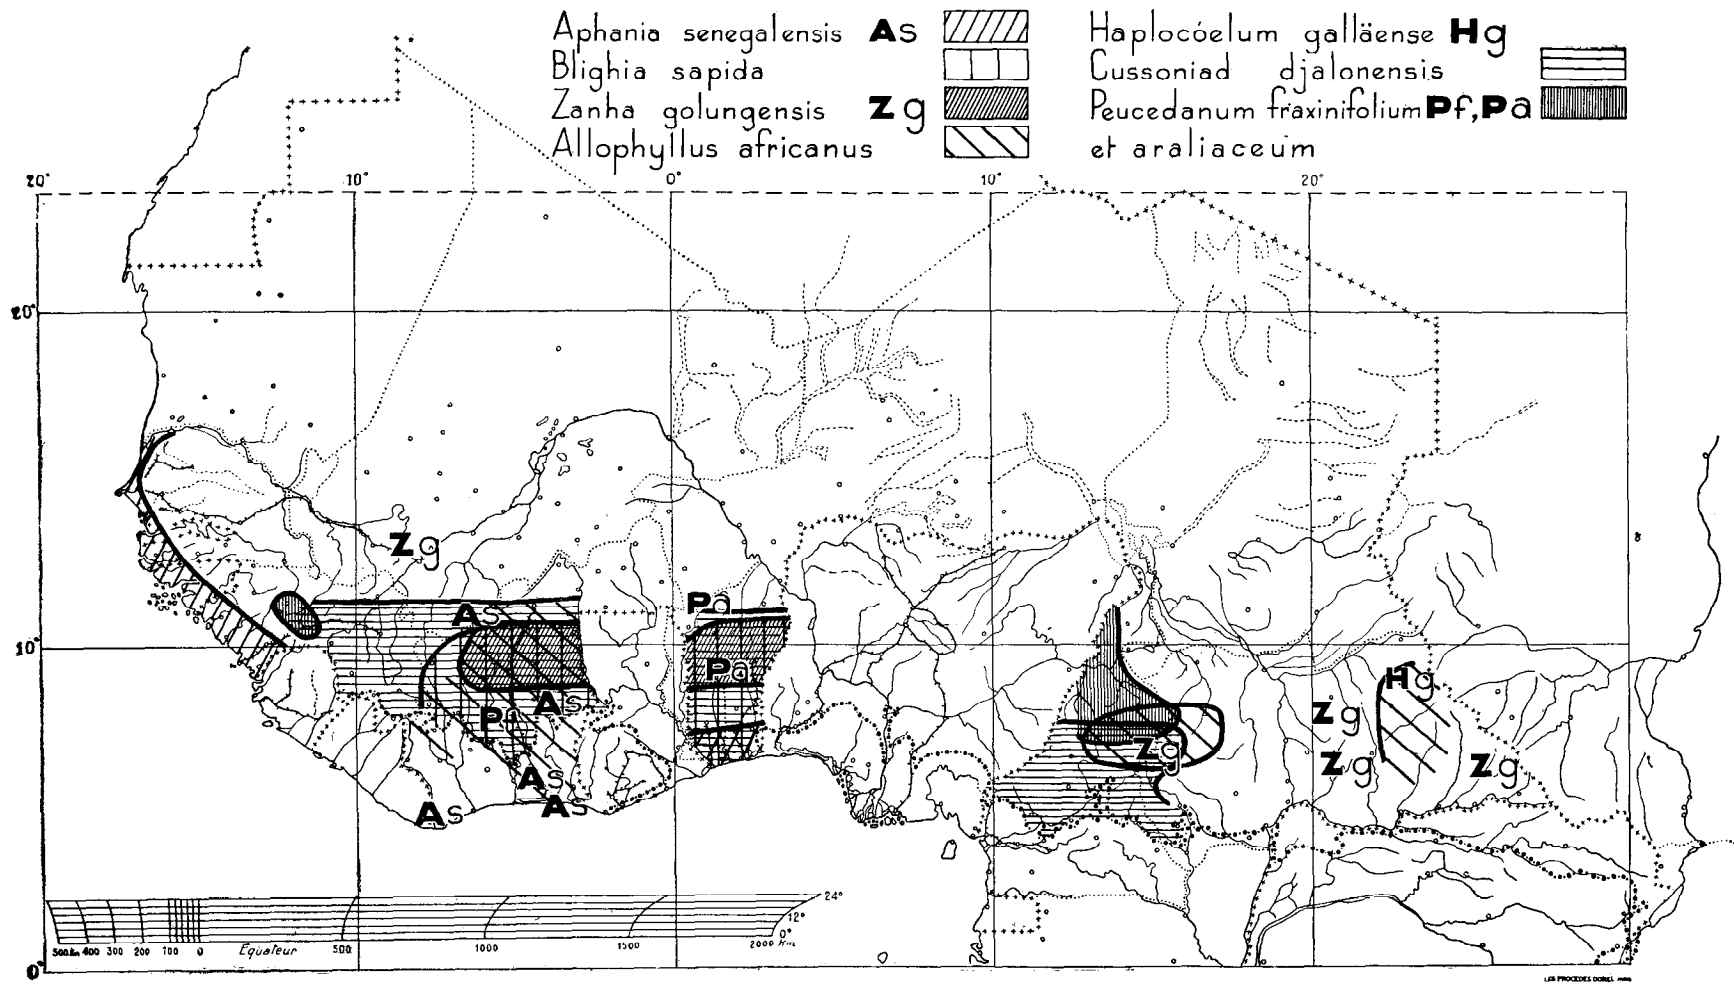 Aphania senegalensis As
Blighia sapida
Zanha golungensis Zg
Allophyllus africanus
Haplocóelum galläense Hg
Cussoniad djalonensis
Peucedanum fraxinifolium Pf,Pa
et araliaceum
20° 10° 0° 10° 20°
20°
Zg
As
Pa
10°
Pa
Hg
As
Pf
Zg
Zg
Zg
Zg
As
As
As
24°
12°
0°
500 Km 400 300 200 100 0 Equateur 500 1000 1500 2000 Km
0°
LES PROCÉDÉS DOREL PARIS